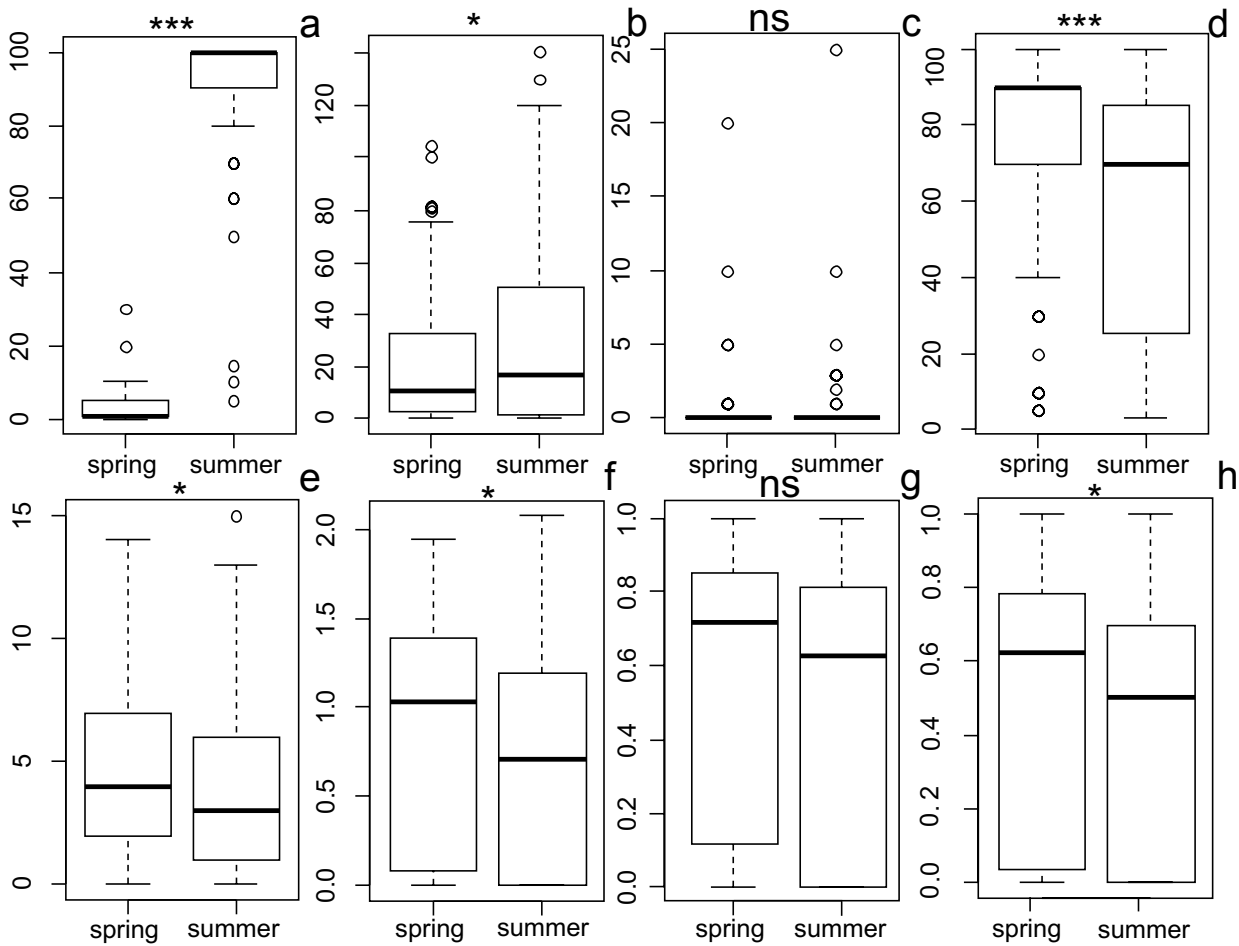 *** a * b ns c *** d
100 80 60 40 20 0
120 80 60 40 20 0
25 20 15 10 5 0
100 80 60 40 20 0
spring summer spring summer spring summer spring summer
* e * f ns g * h
15 10 5 0
2.0 1.5 1.0 0.5 0.0
1.0 0.8 0.6 0.4 0.2 0.0
1.0 0.8 0.6 0.4 0.2 0.0
spring summer spring summer spring summer spring summer